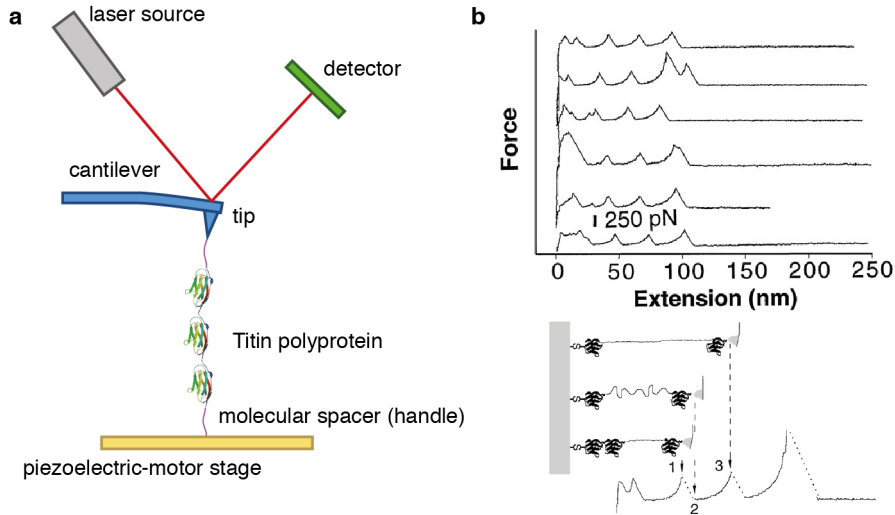 a
laser source
detector
cantilever
tip
Titin polyprotein
molecular spacer (handle)
piezoelectric-motor stage
b
Force
250 pN
0 50 100 150 200 250
Extension (nm)
S
S
S
1 3
2